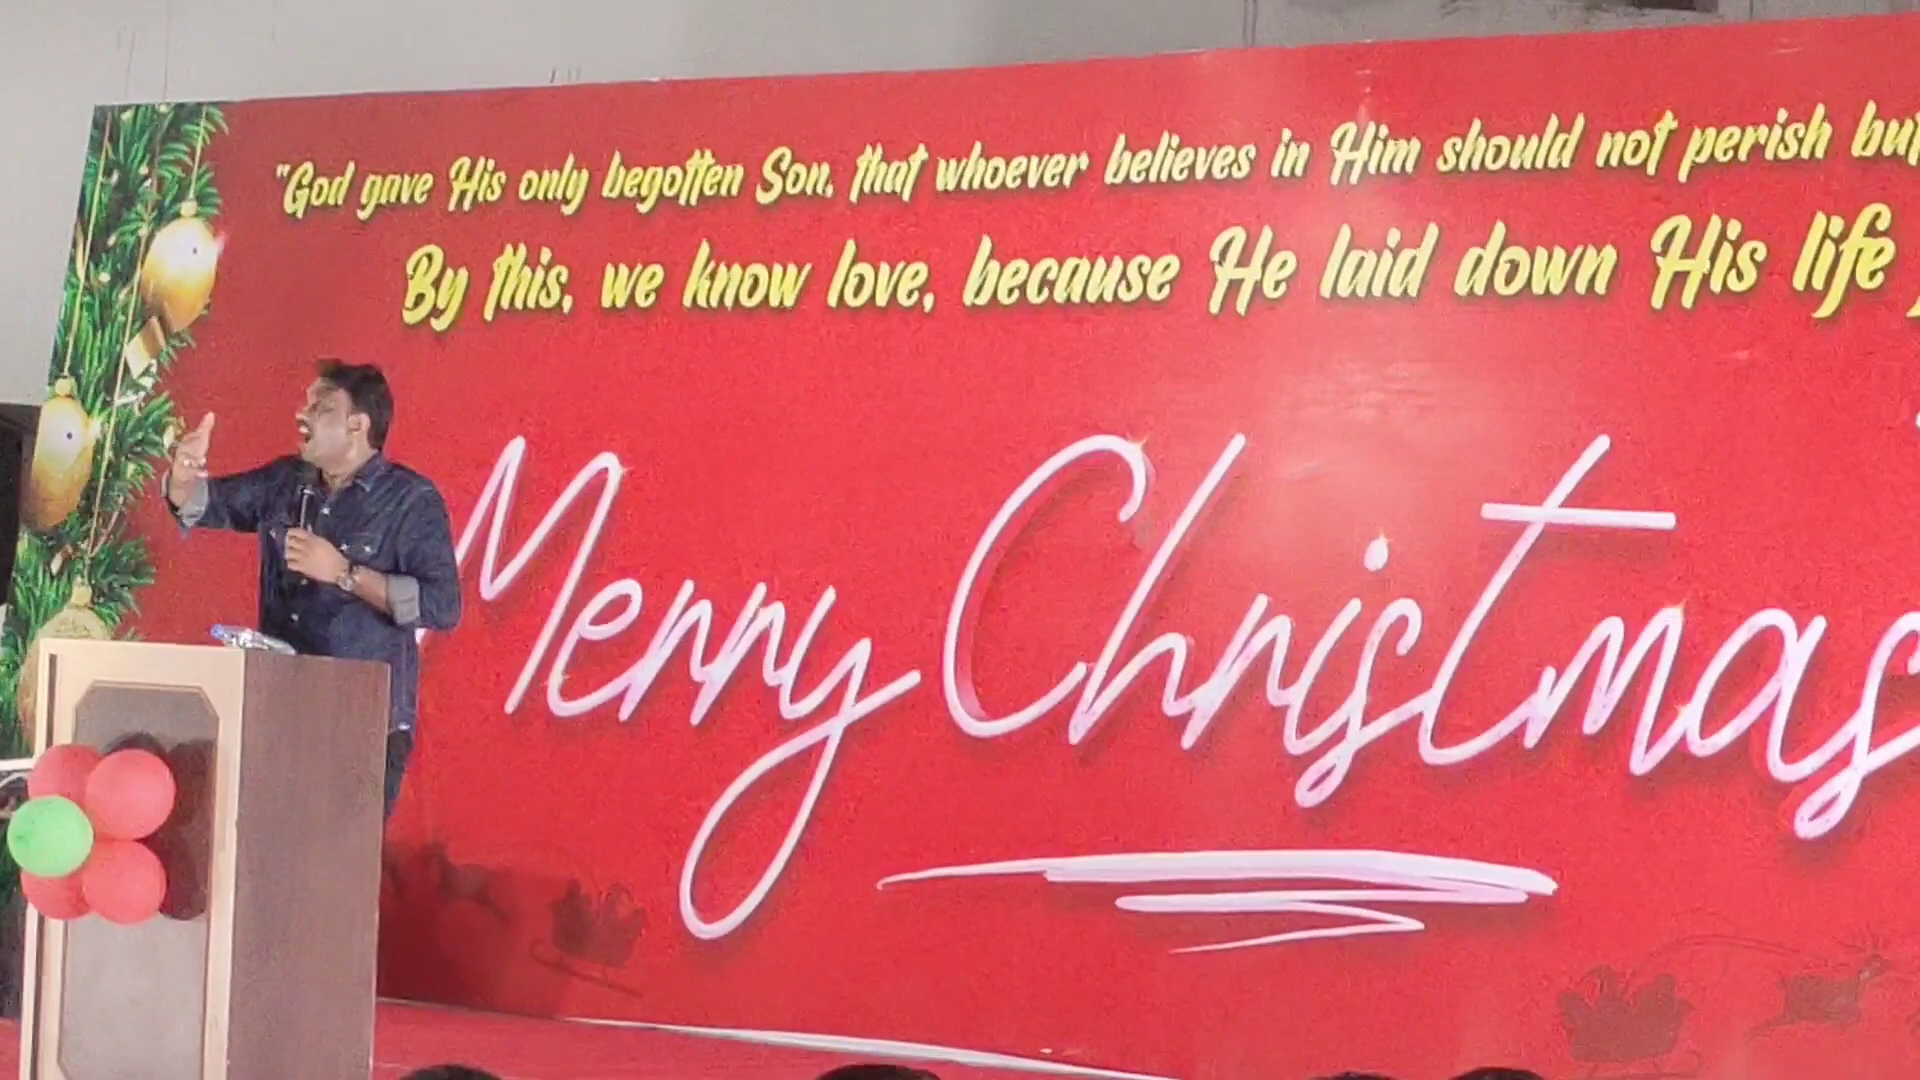 "God gave His only begotten Son, that whoever believes in Him should not perish but
By this, we know love, because He laid down His life
Merry Christmas